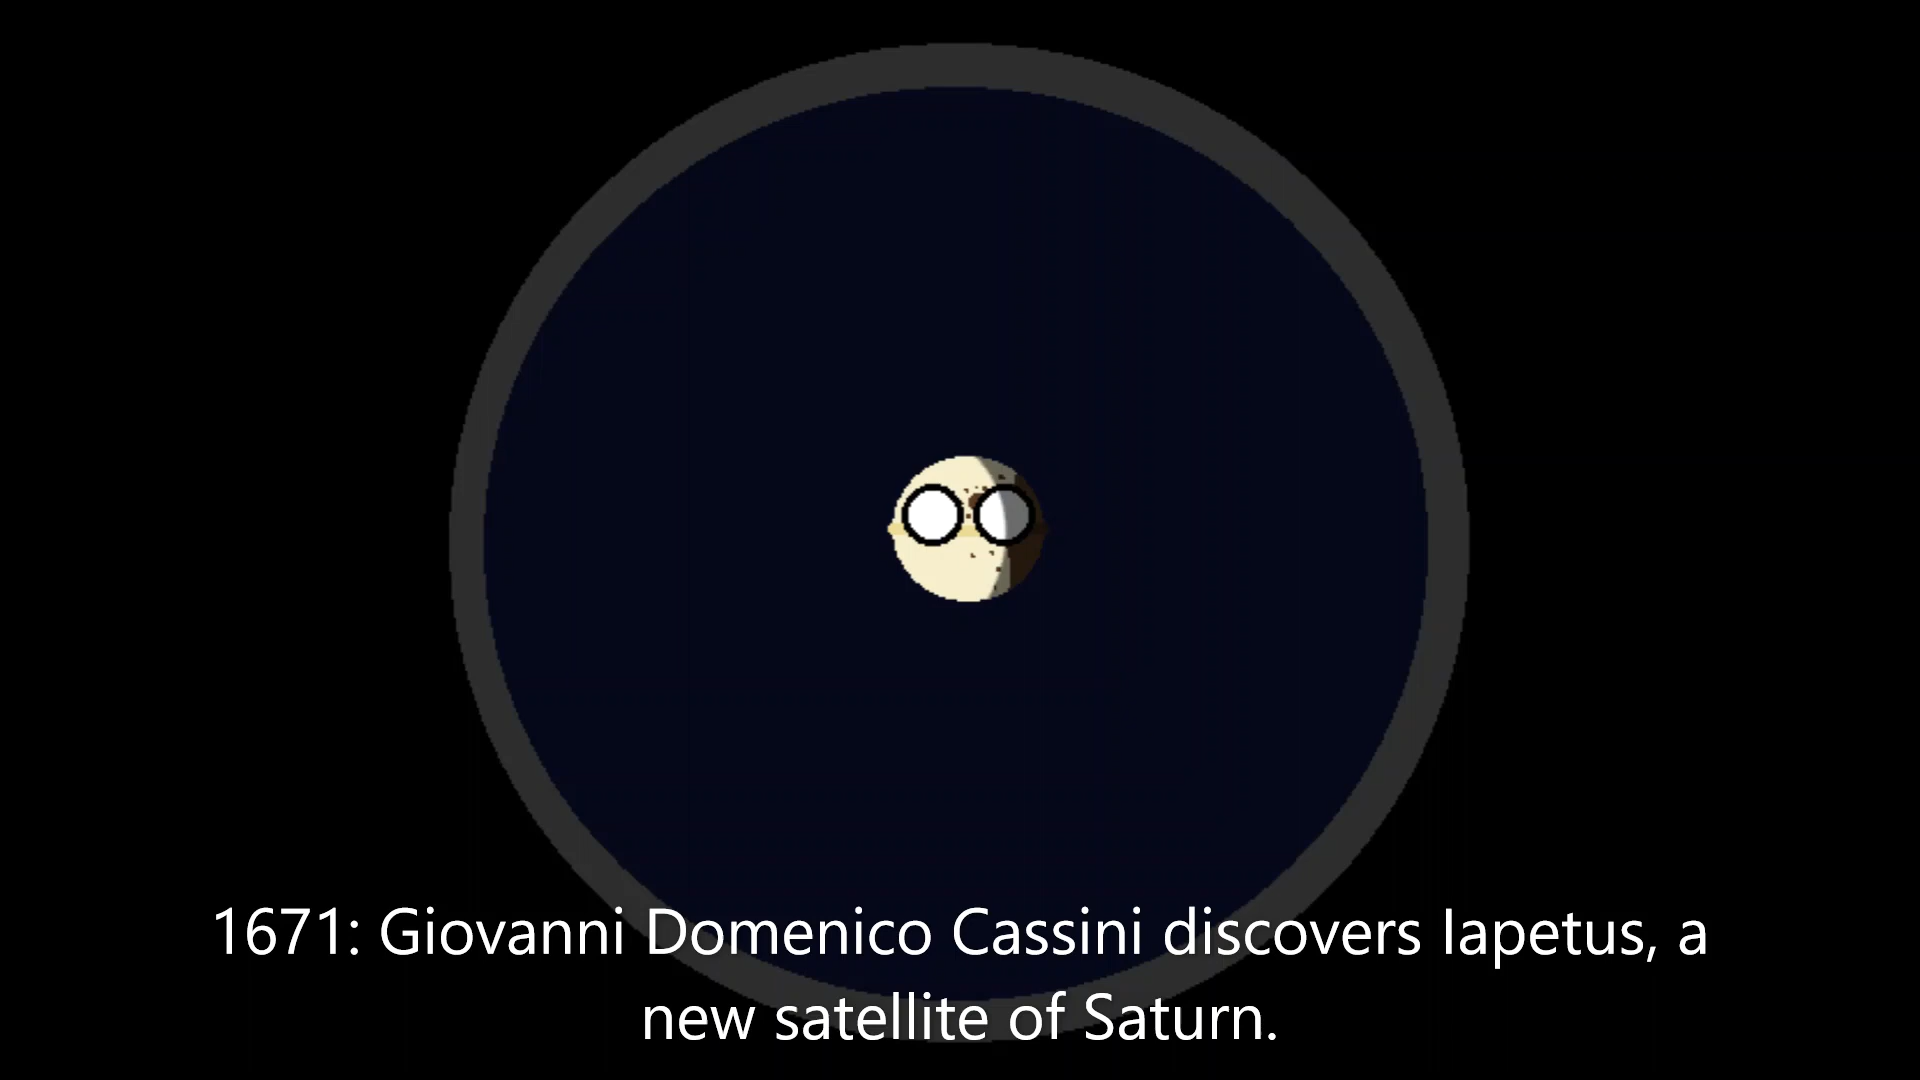 1671: Giovanni Domenico Cassini discovers Iapetus, a
new satellite of Saturn.